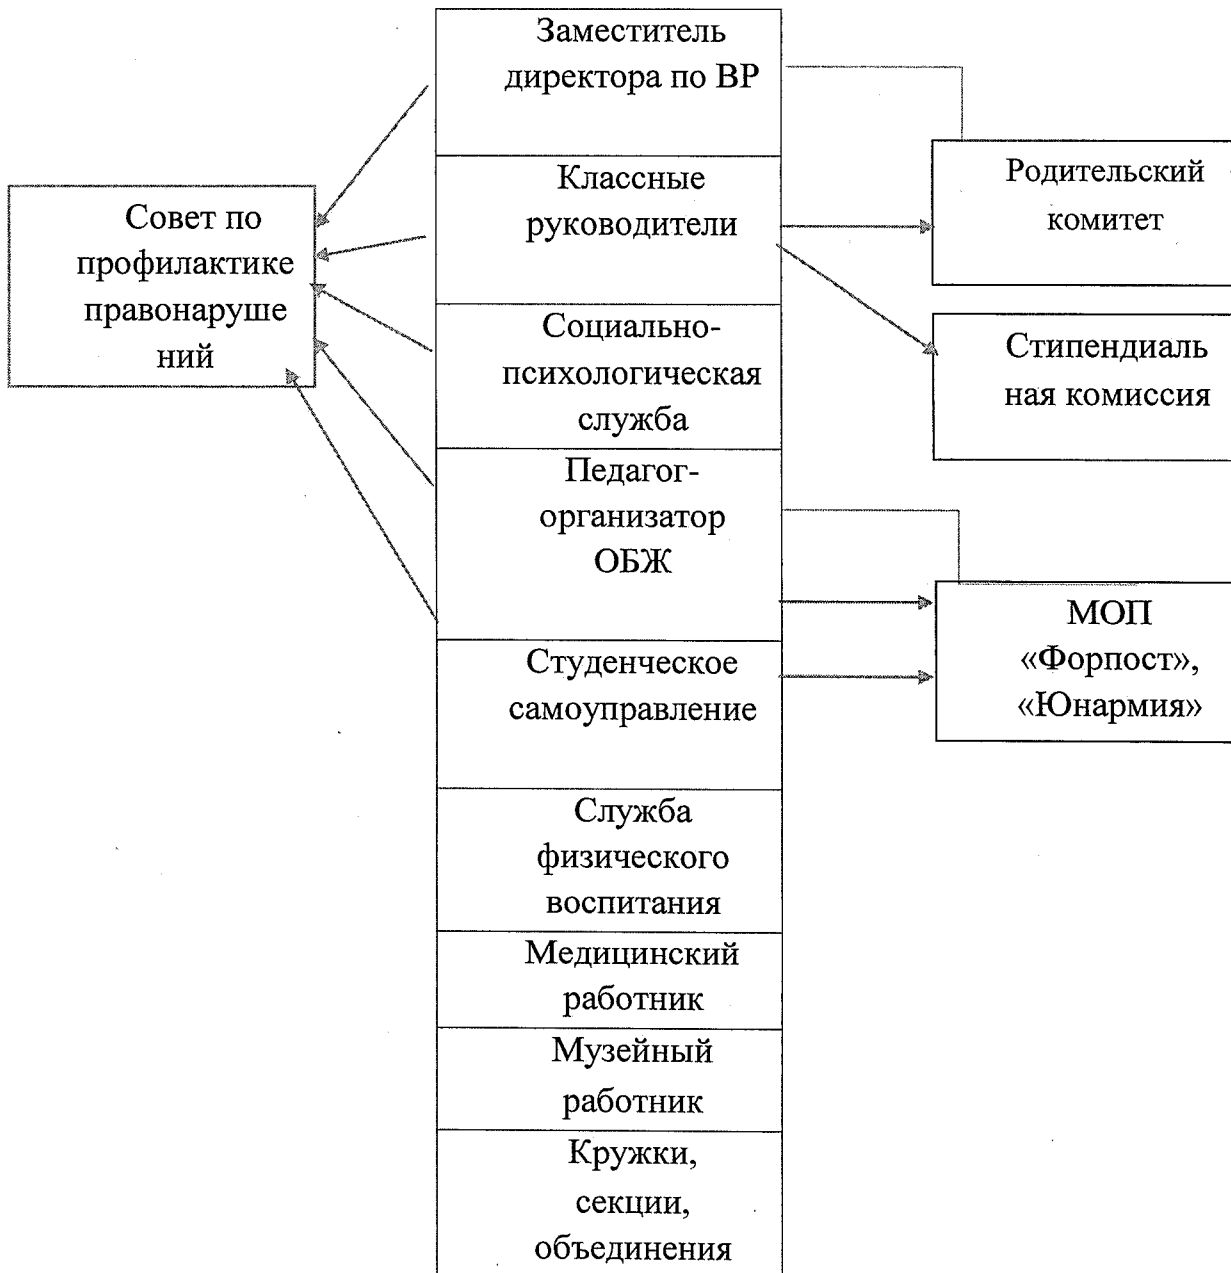 Заместитель
директора по ВР
Классные
руководители
Социально-
психологическая
служба
Педагог-
организатор
ОБЖ
Студенческое
самоуправление
Служба
физического
воспитания
Медицинский
работник
Музейный
работник
Кружки,
секции,
объединения
Совет по
профилактике
правонаруше
ний
Родительский
комитет
Стипендиаль
ная комиссия
МОП
«Форпост»,
«Юнармия»